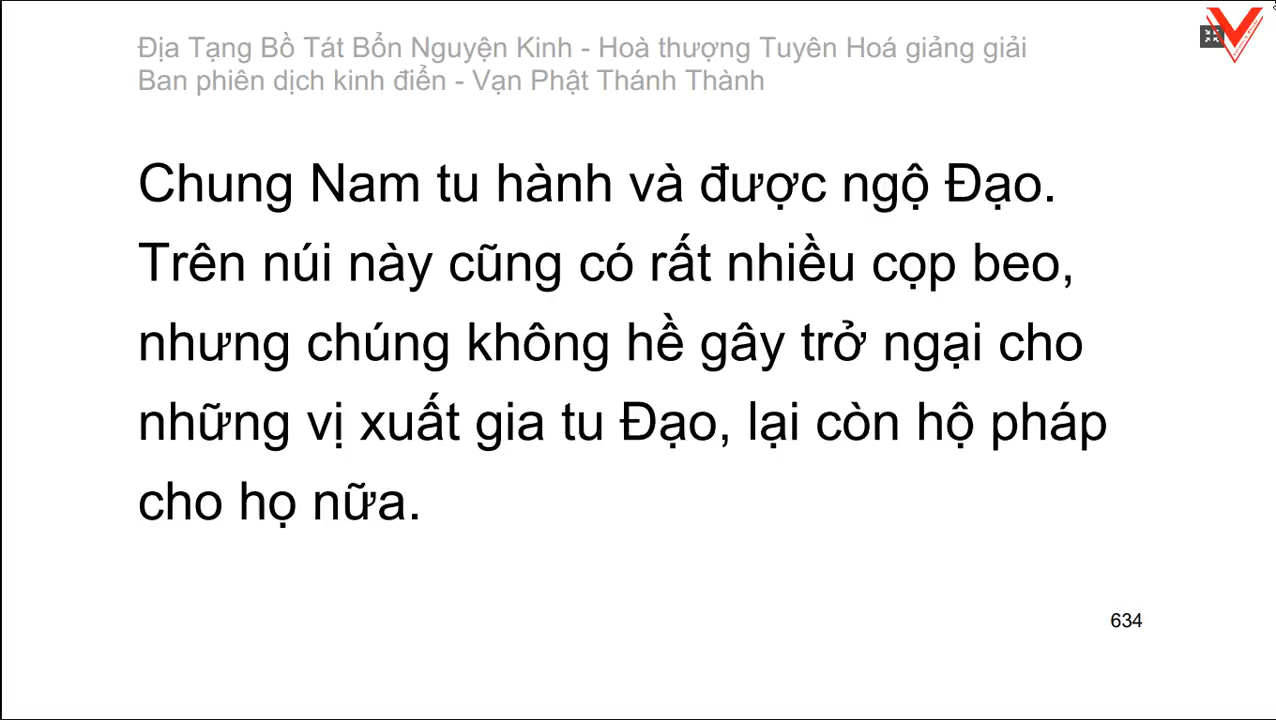 Địa Tạng Bồ Tát Bổn Nguyện Kinh - Hoà thượng Tuyên Hoá giảng giải
Ban phiên dịch kinh điển - Vạn Phật Thánh Thành
Chung Nam tu hành và được ngộ Đạo.
Trên núi này cũng có rất nhiều cọp beo,
nhưng chúng không hề gây trở ngại cho
những vị xuất gia tu Đạo, lại còn hộ pháp
cho họ nữa.
634